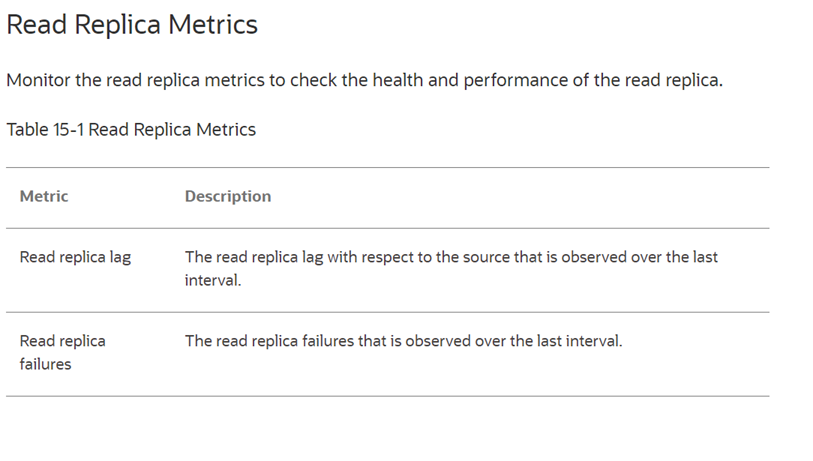 Read Replica Metrics
Monitor the read replica metrics to check the health and performance of the read replica.
Table 15-1 Read Replica Metrics
Metric Description
Read replica lag The read replica lag with respect to the source that is observed over the last
interval.
Read replica The read replica failures that is observed over the last interval.
failures